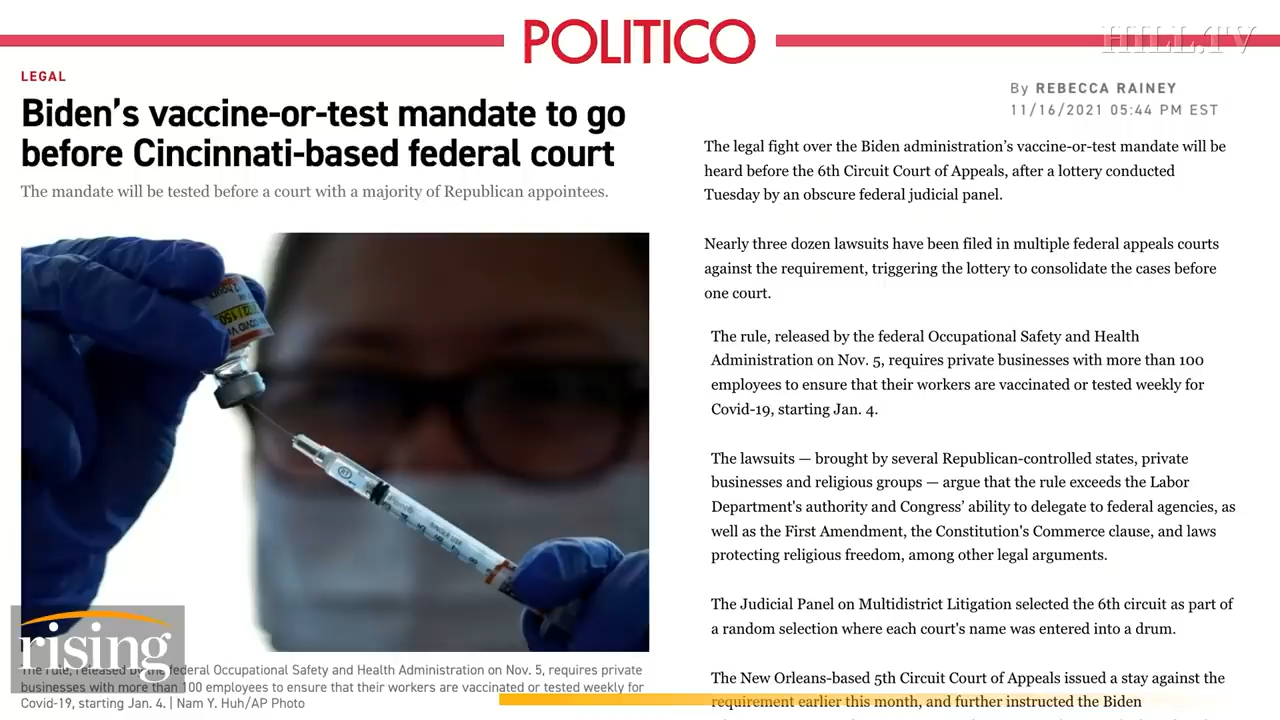 POLITICO
HILL.TV
LEGAL
Biden’s vaccine-or-test mandate to go
before Cincinnati-based federal court
The mandate will be tested before a court with a majority of Republican appointees.
By REBECCA RAINEY
11/16/2021 05:44 PM EST
The legal fight over the Biden administration’s vaccine-or-test mandate will be
heard before the 6th Circuit Court of Appeals, after a lottery conducted
Tuesday by an obscure federal judicial panel.
Nearly three dozen lawsuits have been filed in multiple federal appeals courts
against the requirement, triggering the lottery to consolidate the cases before
one court.
The rule, released by the federal Occupational Safety and Health
Administration on Nov. 5, requires private businesses with more than 100
employees to ensure that their workers are vaccinated or tested weekly for
Covid-19, starting Jan. 4.
The lawsuits — brought by several Republican-controlled states, private
businesses and religious groups — argue that the rule exceeds the Labor
Department's authority and Congress’ ability to delegate to federal agencies, as
well as the First Amendment, the Constitution's Commerce clause, and laws
protecting religious freedom, among other legal arguments.
The Judicial Panel on Multidistrict Litigation selected the 6th circuit as part of
a random selection where each court's name was entered into a drum.
The New Orleans-based 5th Circuit Court of Appeals issued a stay against the
requirement earlier this month, and further instructed the Biden
rising
The rule, released by the federal Occupational Safety and Health Administration on Nov. 5, requires private
businesses with more than 100 employees to ensure that their workers are vaccinated or tested weekly for
Covid-19, starting Jan. 4. | Nam Y. Huh/AP Photo